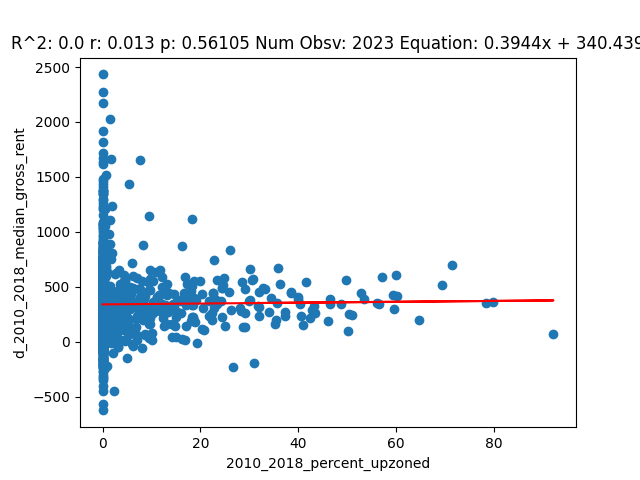 R^2: 0.0 r: 0.013 p: 0.56105 Num Obsv: 2023 Equation: 0.3944x + 340.439
2500
2000
1500
1000
500
0
−500
d_2010_2018_median_gross_rent
0 20 40 60 80
2010_2018_percent_upzoned